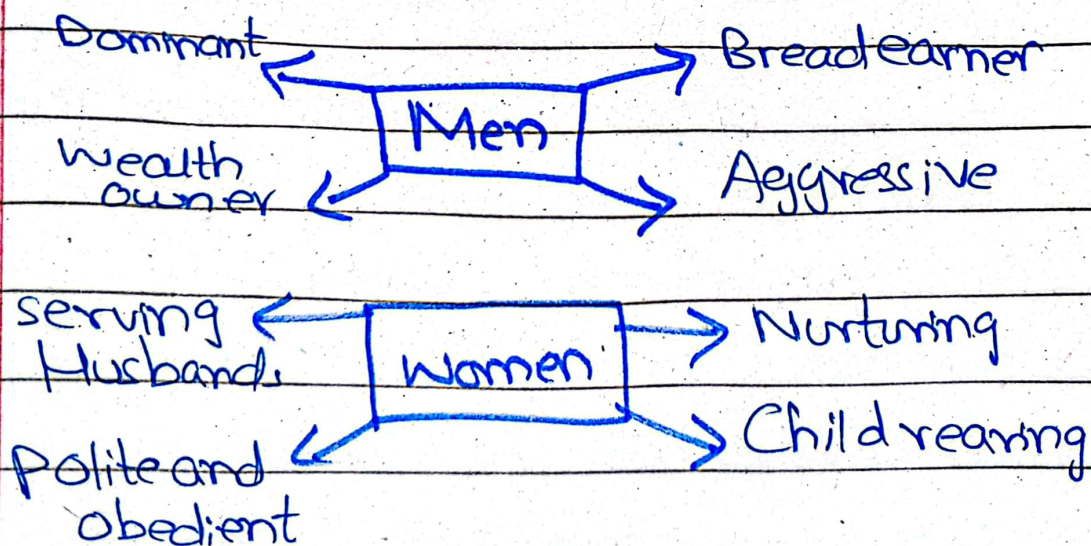 Dominant
Breadearner
Men
Wealth
owner
Aggressive
serving
Husbands
Women
Nurturing
Polite and
obedient
Child rearing